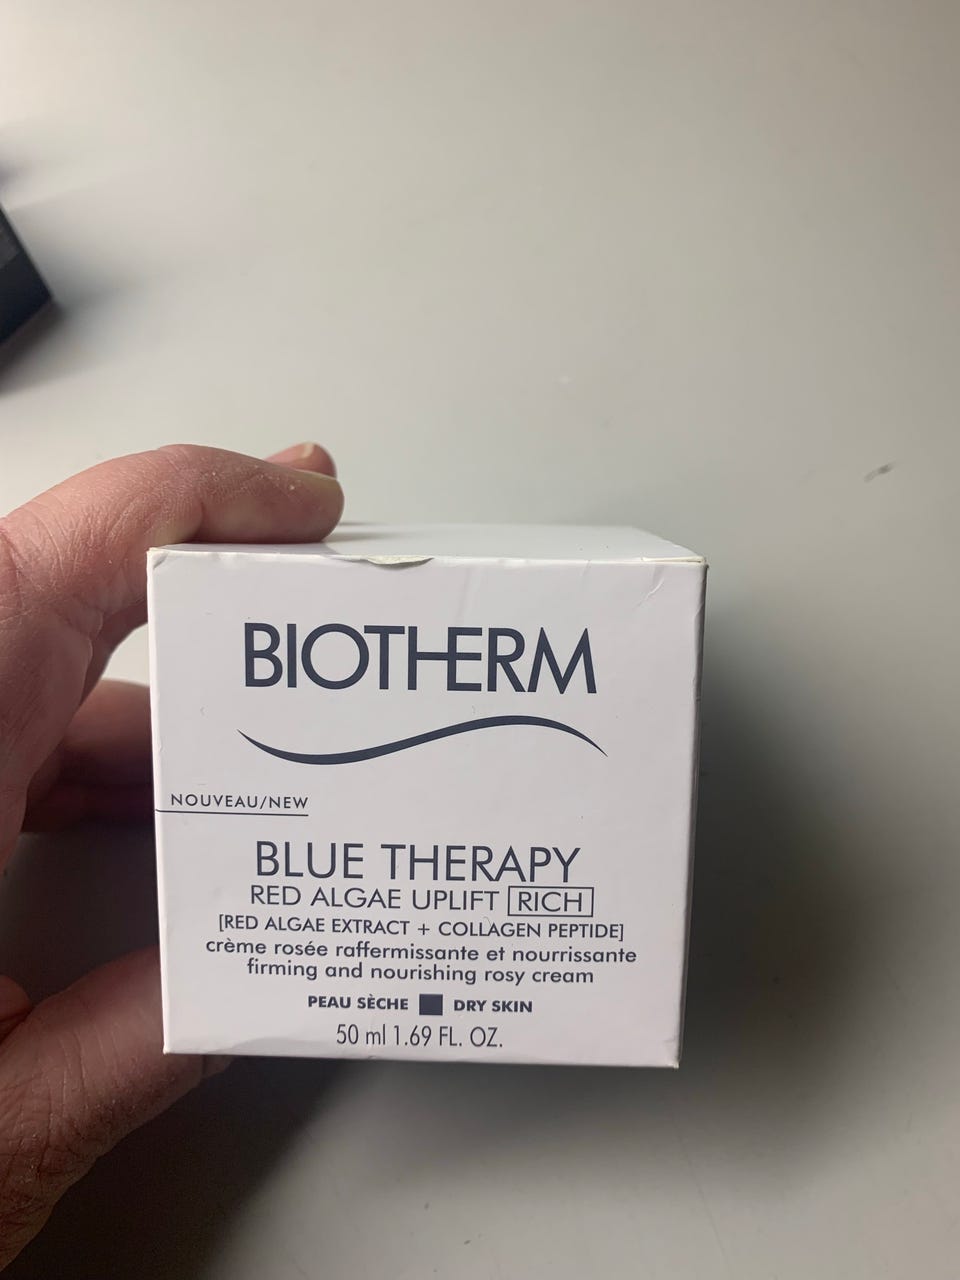 BIOTHERM
NOUVEAU/NEW
BLUE THERAPY
RED ALGAE UPLIFT RICH
[RED ALGAE EXTRACT + COLLAGEN PEPTIDE]
crème rosée raffermissante et nourrissante
firming and nourishing rosy cream
PEAU SÈCHE DRY SKIN
50 ml 1.69 FL. OZ.